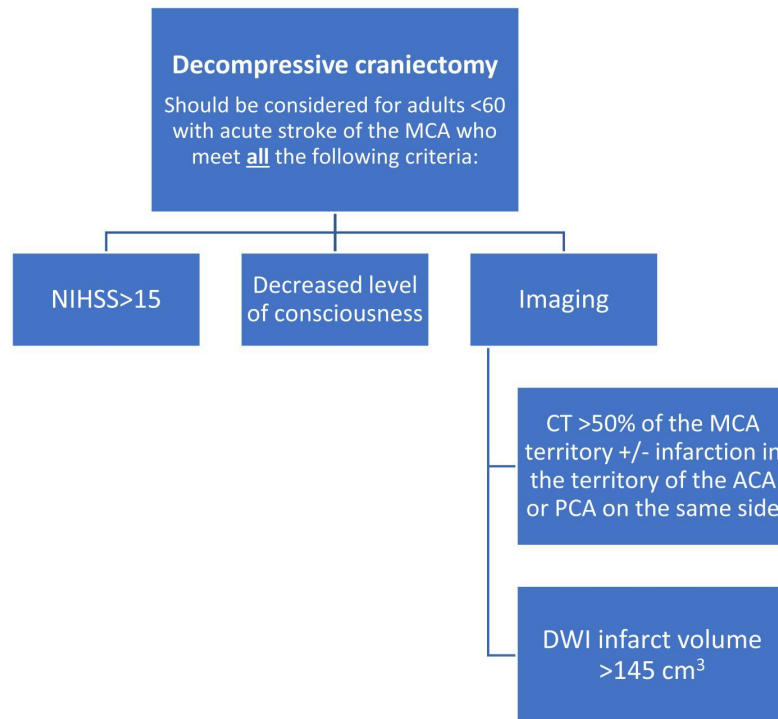 Decompressive craniectomy
Should be considered for adults <60
with acute stroke of the MCA who
meet all the following criteria:
NIHSS>15
Decreased level
of consciousness
Imaging
CT >50% of the MCA
territory +/- infarction in
the territory of the ACA
or PCA on the same side
DWI infarct volume
>145 cm³